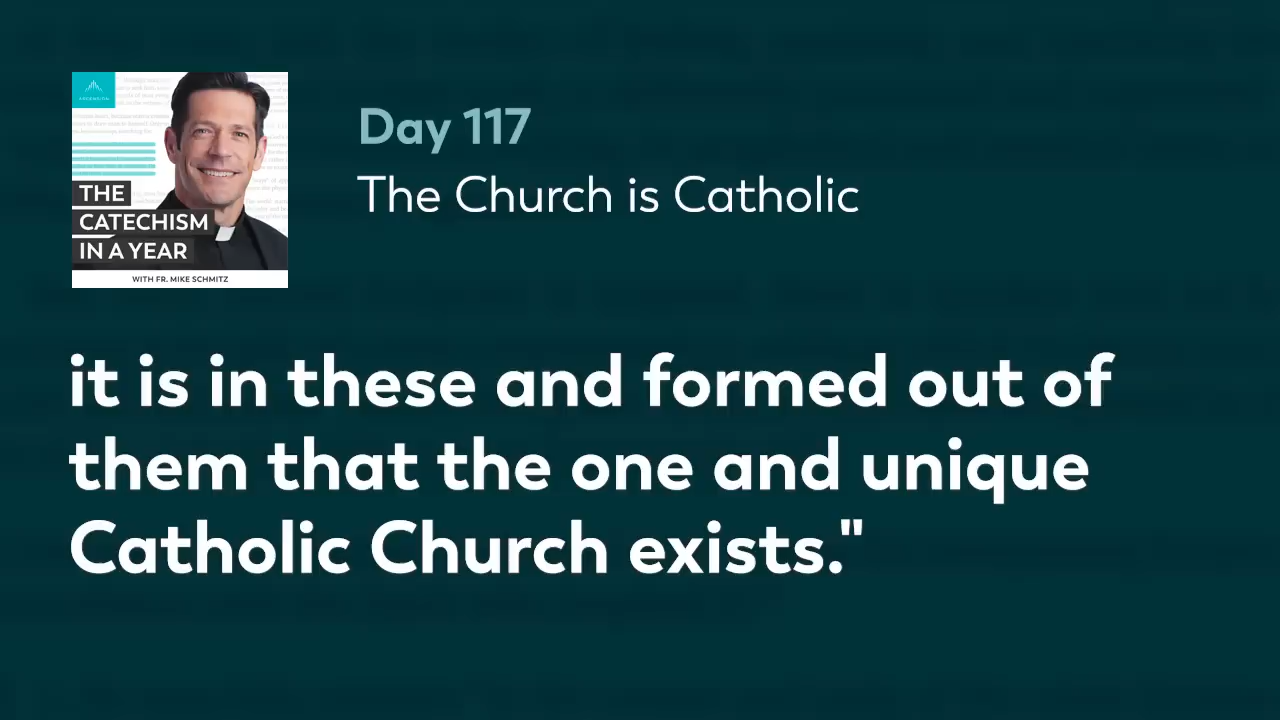 ASCENSION
THE
CATECHISM
IN A YEAR
WITH FR. MIKE SCHMITZ
Day 117
The Church is Catholic
it is in these and formed out of
them that the one and unique
Catholic Church exists."